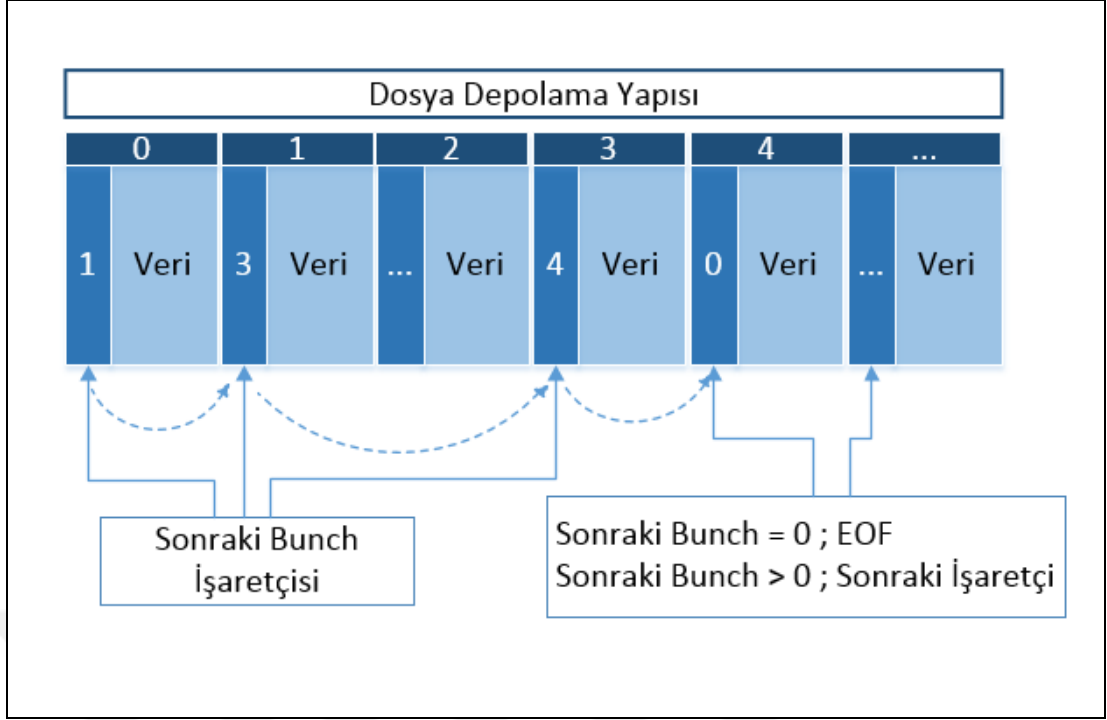 Dosya Depolama Yapısı
0 1 2 3 4 ...
1 Veri 3 Veri ... Veri 4 Veri 0 Veri ... Veri
Sonraki Bunch
İşaretçisi
Sonraki Bunch = 0 ; EOF
Sonraki Bunch > 0 ; Sonraki İşaretçi